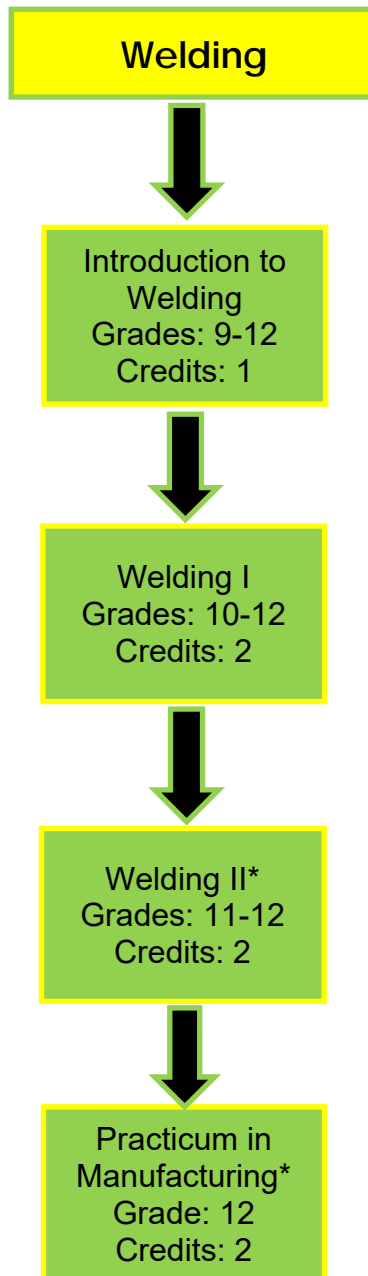 Welding
Introduction to
Welding
Grades: 9-12
Credits: 1
Welding I
Grades: 10-12
Credits: 2
Welding II*
Grades: 11-12
Credits: 2
Practicum in
Manufacturing*
Grade: 12
Credits: 2